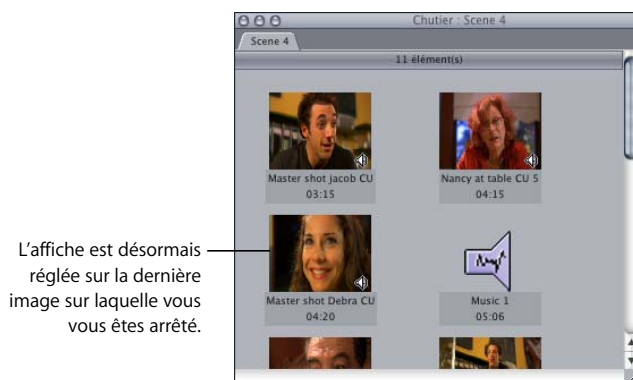 Chutier : Scene 4
Scene 4
11 élément(s)
Master shot jacob CU
03:15
Nancy at table CU 5
04:15
L'affiche est désormais
réglée sur la dernière
image sur laquelle vous
vous êtes arrêté.
Master shot Debra CU
04:20
Music 1
05:06